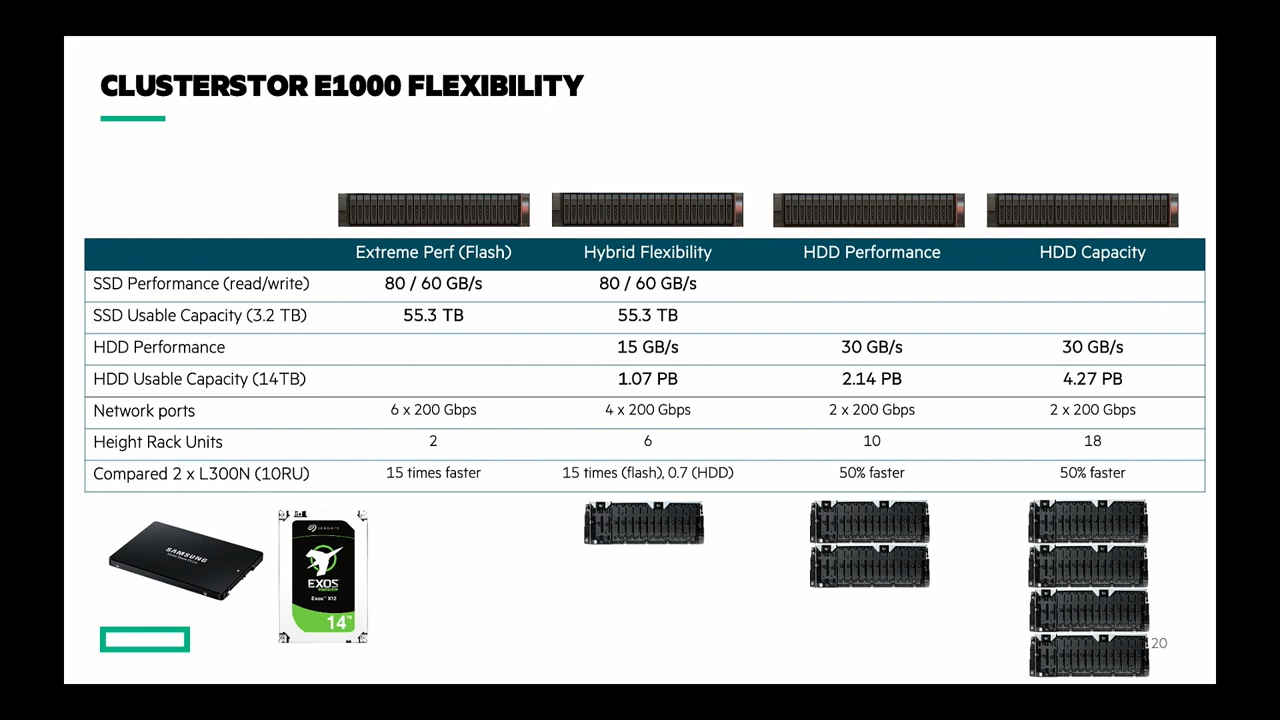 CLUSTERSTOR E1000 FLEXIBILITY
Extreme Perf (Flash) Hybrid Flexibility HDD Performance HDD Capacity
SSD Performance (read/write) 80 / 60 GB/s 80 / 60 GB/s
SSD Usable Capacity (3.2 TB) 55.3 TB 55.3 TB
HDD Performance 15 GB/s 30 GB/s 30 GB/s
HDD Usable Capacity (14TB) 1.07 PB 2.14 PB 4.27 PB
Network ports 6 x 200 Gbps 4 x 200 Gbps 2 x 200 Gbps 2 x 200 Gbps
Height Rack Units 2 6 10 18
Compared 2 x L300N (10RU) 15 times faster 15 times (flash), 0.7 (HDD) 50% faster 50% faster
SAMSUNG
SEAGATE
EXOS
Exos™ X12
14
20